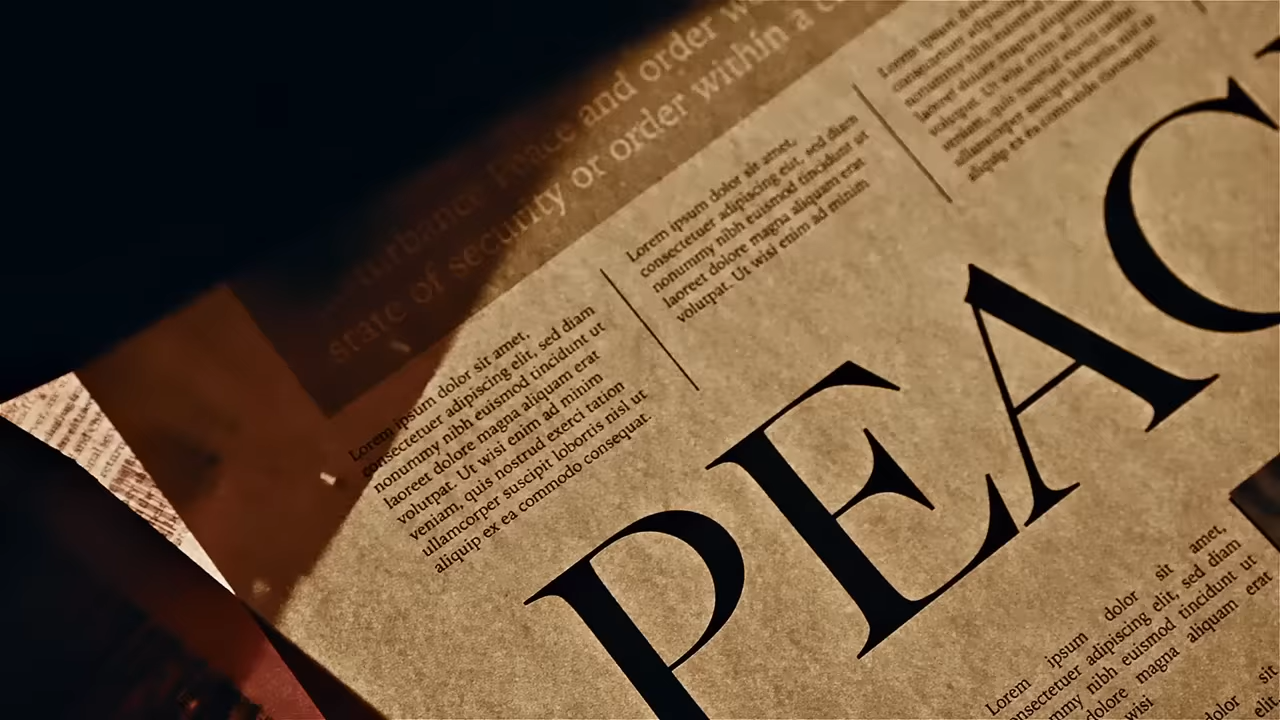 and order
state of security or order within a
Lorem ipsum dolor sit amet,
consectetuer adipiscing elit, sed diam
nonummy nibh euismod tincidunt ut
laoreet dolore magna aliquam erat
volutpat. Ut wisi enim ad minim
veniam, quis nostrud exerci tation
ullamcorper suscipit lobortis nisl ut
aliquip ex ea commodo consequat.
Lorem ipsum dolor sit amet,
consectetuer adipiscing elit, sed diam
nonummy nibh euismod tincidunt ut
laoreet dolore magna aliquam erat
volutpat. Ut wisi enim ad minim
Lorem ipsum
consectetuer adipiscing
nonummy nibh euismod
laoreet dolore magna aliquam
volutpat. Ut wisi enim ad minim
veniam, quis nostrud exerci tation
ullamcorper suscipit lobortis nisl ut
aliquip ex ea commodo consequat.
PEAC
Lorem ipsum dolor sit amet,
consectetuer adipiscing elit, sed diam
nibh euismod tincidunt ut
dolore magna aliquam erat
wisi
dolor sit
elit